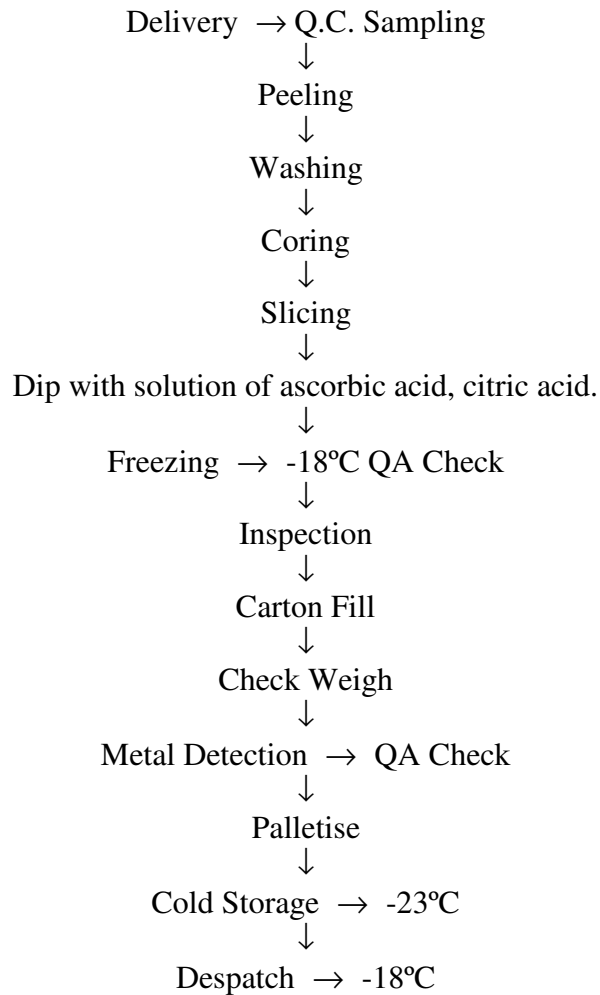 Delivery → Q.C. Sampling
↓
Peeling
↓
Washing
↓
Coring
↓
Slicing
↓
Dip with solution of ascorbic acid, citric acid.
↓
Freezing → -18ºC QA Check
↓
Inspection
↓
Carton Fill
↓
Check Weigh
↓
Metal Detection → QA Check
↓
Palletise
↓
Cold Storage → -23ºC
↓
Despatch → -18ºC